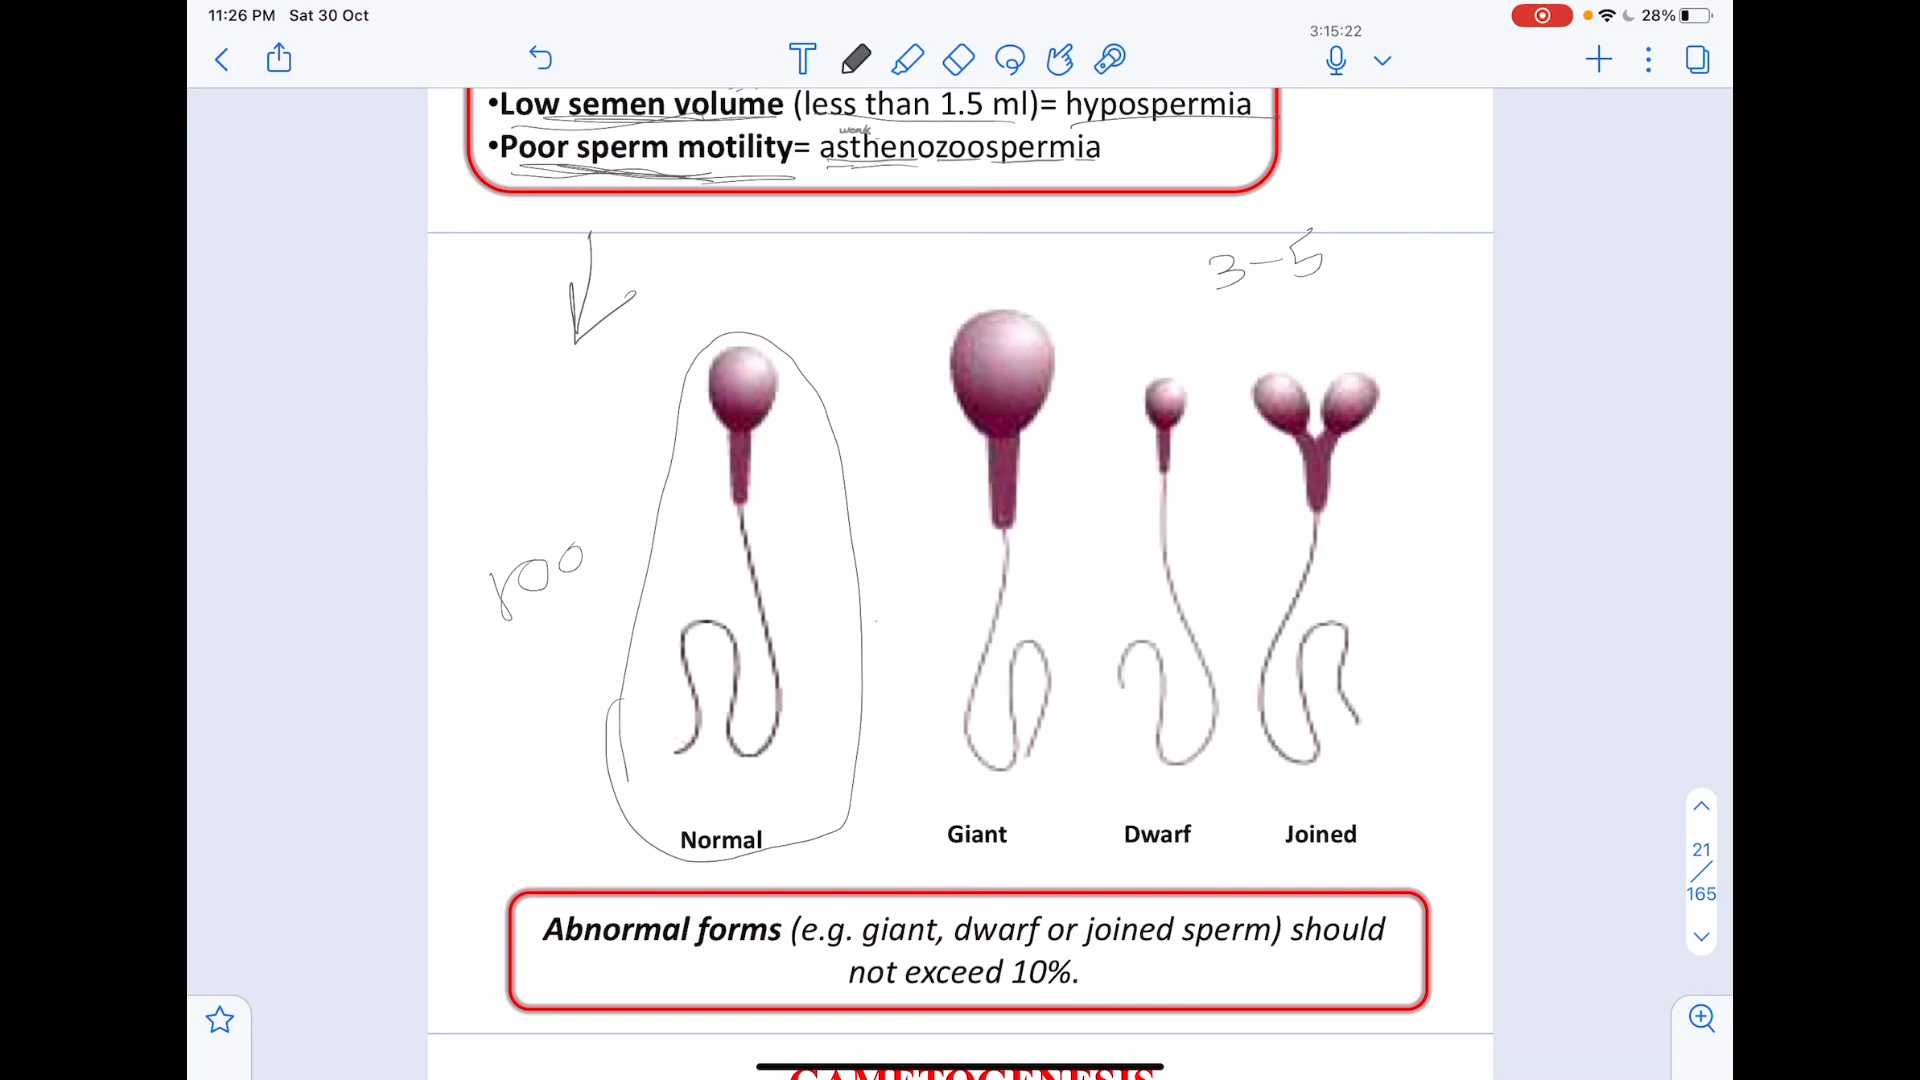 11:26 PM Sat 30 Oct
28%
3:15:22
•Low semen volume (less than 1.5 ml)= hypospermia
weak
•Poor sperm motility= asthenozoospermia
3-5
Normal
Giant
Dwarf
Joined
Abnormal forms (e.g. giant, dwarf or joined sperm) should
not exceed 10%.
21
165
GAMETOGENESIS